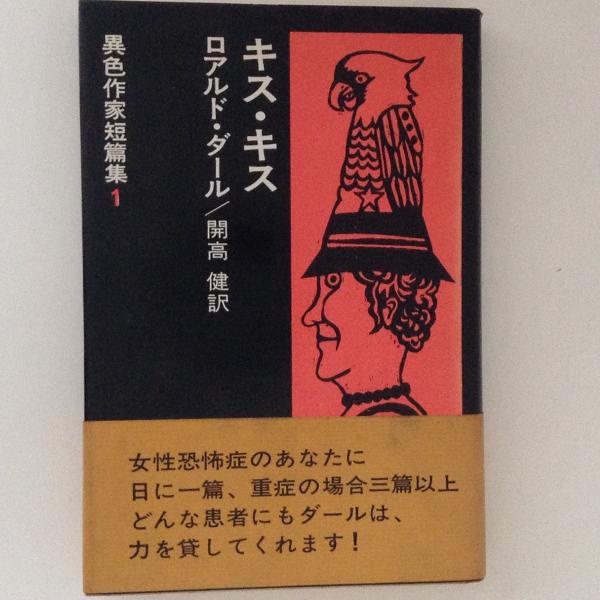 キス・キス
ロアルド・ダール/開高 健訳
異色作家短篇集1
女性恐怖症のあなたに
日に一篇、重症の場合三篇以上
どんな患者にもダールは、
力を貸してくれます!